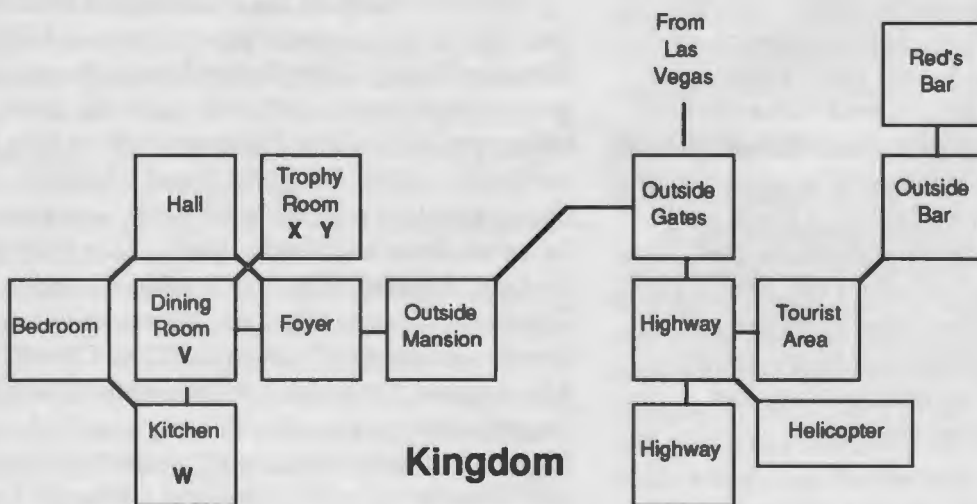 From
Las
Vegas
Red's
Bar
Hall
Trophy
Room
X Y
Outside
Gates
Outside
Bar
Bedroom
Dining
Room
V
Foyer
Outside
Mansion
Highway
Tourist
Area
Kitchen
W
Kingdom
Highway
Helicopter